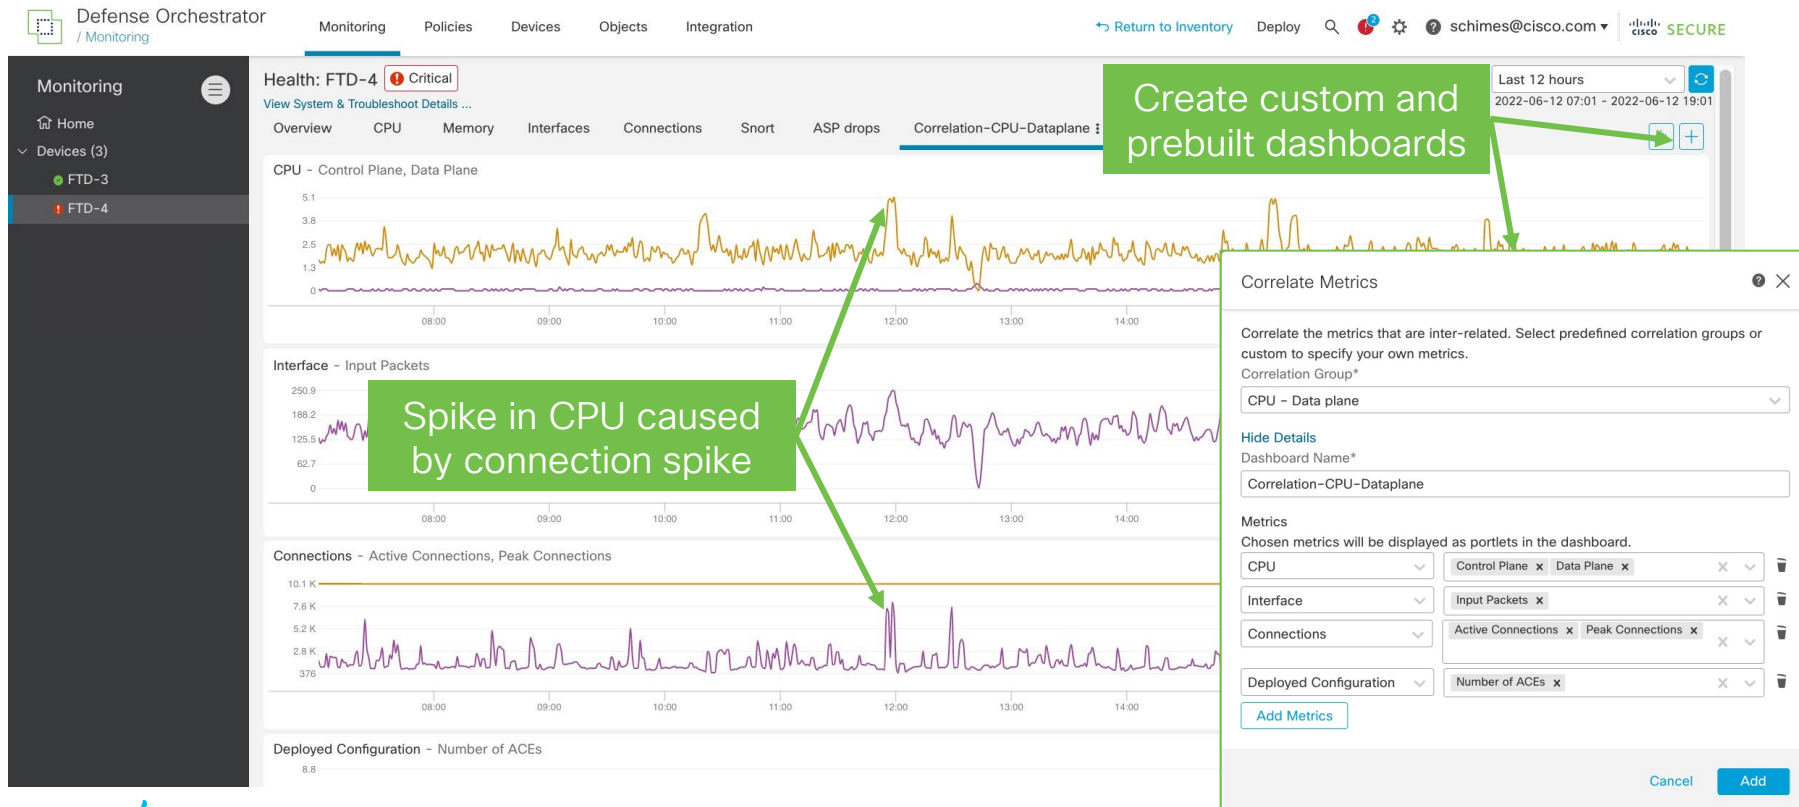 Defense Orchestrator
/ Monitoring
Monitoring Policies Devices Objects Integration
Return to Inventory Deploy 2 schimes@cisco.com cisco SECURE
Monitoring
Home
Devices (3)
FTD-3
FTD-4
Health: FTD-4 Critical
View System & Troubleshoot Details ...
Last 12 hours
2022-06-12 07:01 - 2022-06-12 19:01
Overview CPU Memory Interfaces Connections Snort ASP drops Correlation-CPU-Dataplane
Create custom and
prebuilt dashboards
CPU - Control Plane, Data Plane
5.1
3.8
2.5
1.3
0
08:00 09:00 10:00 11:00 12:00 13:00 14:00
Interface - Input Packets
250.9
188.2
125.5
62.7
0
08:00 09:00 10:00 11:00 12:00 13:00 14:00
Spike in CPU caused
by connection spike
Connections - Active Connections, Peak Connections
10.1 K
7.6 K
5.2 K
2.8 K
376
08:00 09:00 10:00 11:00 12:00 13:00 14:00
Deployed Configuration - Number of ACEs
8.8
Correlate Metrics
Correlate the metrics that are inter-related. Select predefined correlation groups or
custom to specify your own metrics.
Correlation Group*
CPU - Data plane
Hide Details
Dashboard Name*
Correlation-CPU-Dataplane
Metrics
Chosen metrics will be displayed as portlets in the dashboard.
CPU Control Plane x Data Plane x
Interface Input Packets x
Connections Active Connections x Peak Connections x
Deployed Configuration Number of ACEs x
Add Metrics
Cancel Add